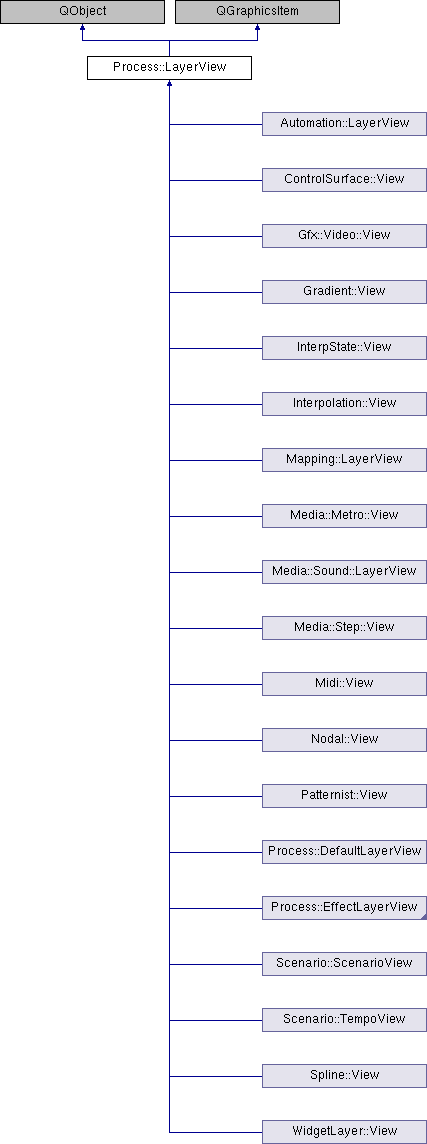 QObject QGraphicsItem
Process::LayerView
Automation::LayerView
ControlSurface::View
Gfx::Video::View
Gradient::View
InterpState::View
Interpolation::View
Mapping::LayerView
Media::Metro::View
Media::Sound::LayerView
Media::Step::View
Midi::View
Nodal::View
Patternist::View
Process::DefaultLayerView
Process::EffectLayerView
Scenario::ScenarioView
Scenario::TempoView
Spline::View
WidgetLayer::View